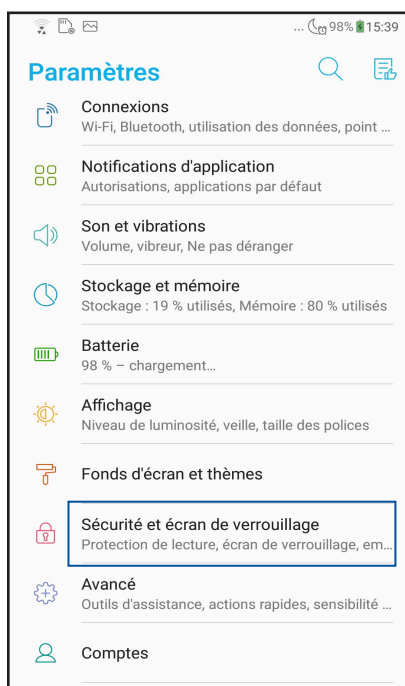 ... 98% 15:39
Paramètres
Connexions
Wi-Fi, Bluetooth, utilisation des données, point ...
Notifications d'application
Autorisations, applications par défaut
Son et vibrations
Volume, vibreur, Ne pas déranger
Stockage et mémoire
Stockage : 19 % utilisés, Mémoire : 80 % utilisés
Batterie
98 % – chargement...
Affichage
Niveau de luminosité, veille, taille des polices
Fonds d'écran et thèmes
Sécurité et écran de verrouillage
Protection de lecture, écran de verrouillage, em...
Avancé
Outils d'assistance, actions rapides, sensibilité ...
Comptes